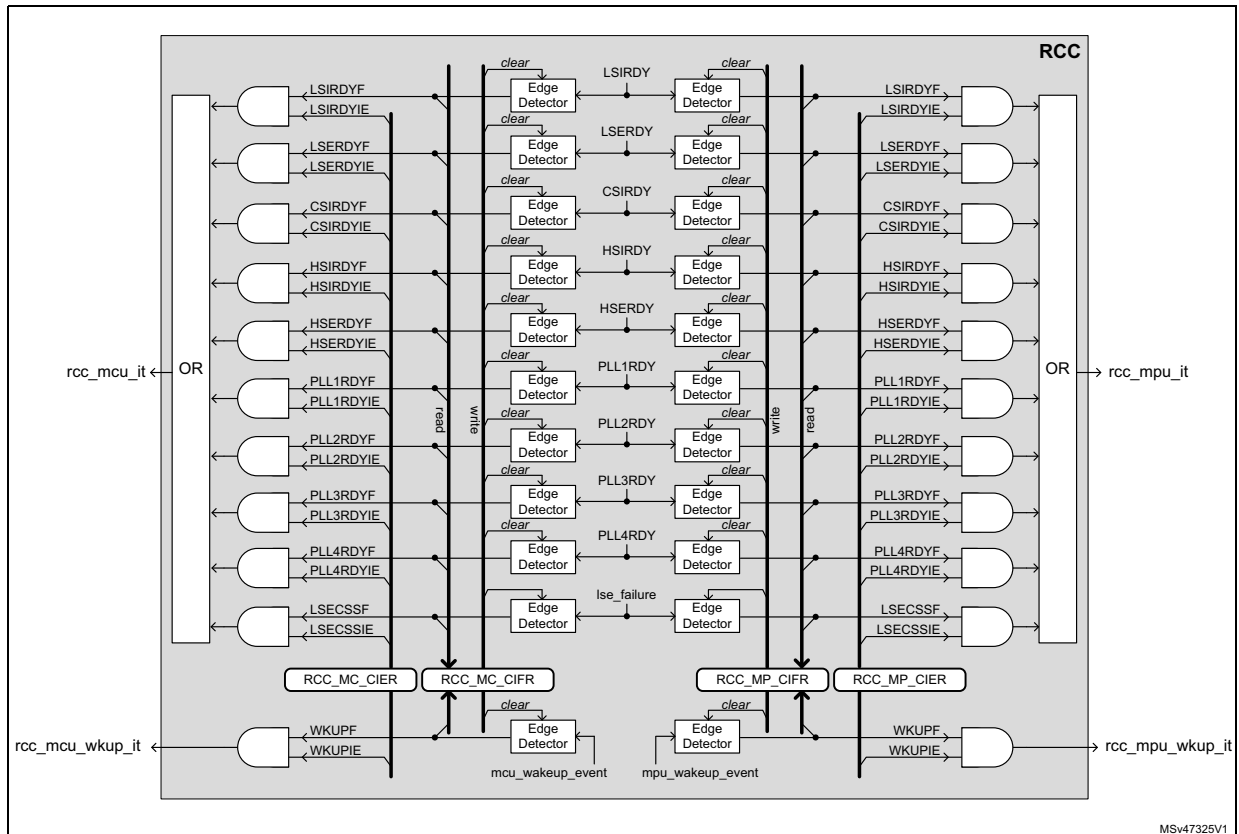 RCC
clear LSIRDY clear
LSIRDYF Edge Detector Edge Detector LSIRDYF
LSIRDYIE LSIRDYIE
clear LSERDY clear
LSERDYF Edge Detector Edge Detector LSERDYF
LSERDYIE LSERDYIE
clear CSIRDY clear
CSIRDYF Edge Detector Edge Detector CSIRDYF
CSIRDYIE CSIRDYIE
clear HSIRDY clear
HSIRDYF Edge Detector Edge Detector HSIRDYF
HSIRDYIE HSIRDYIE
clear HSERDY clear
HSERDYF Edge Detector Edge Detector HSERDYF
HSERDYIE HSERDYIE
rcc_mcu_it OR OR rcc_mpu_it
clear PLL1RDY clear
PLL1RDYF Edge Detector Edge Detector PLL1RDYF
PLL1RDYIE PLL1RDYIE
read write write read
clear PLL2RDY clear
PLL2RDYF Edge Detector Edge Detector PLL2RDYF
PLL2RDYIE PLL2RDYIE
clear PLL3RDY clear
PLL3RDYF Edge Detector Edge Detector PLL3RDYF
PLL3RDYIE PLL3RDYIE
clear PLL4RDY clear
PLL4RDYF Edge Detector Edge Detector PLL4RDYF
PLL4RDYIE PLL4RDYIE
lse_failure
LSECSSF Edge Detector Edge Detector LSECSSF
LSECSSIE LSECSSIE
RCC_MC_CIER RCC_MC_CIFR RCC_MP_CIFR RCC_MP_CIER
clear clear
WKUPF Edge Detector Edge Detector WKUPF
rcc_mcu_wkup_it rcc_mpu_wkup_it
WKUPIE WKUPIE
mcu_wakeup_event mpu_wakeup_event
MSv47325V1